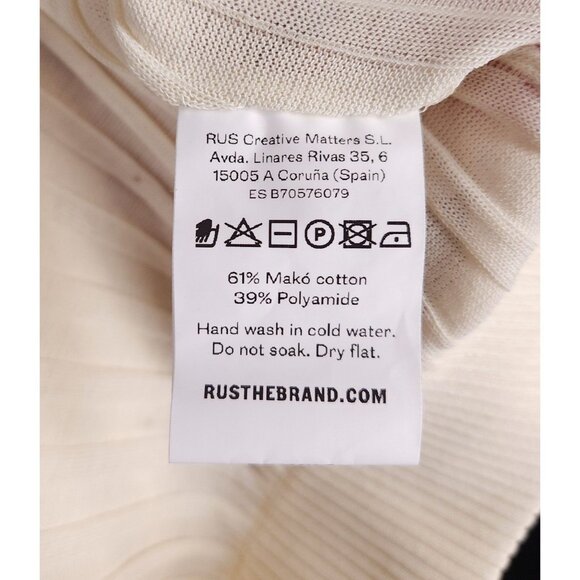 RUS Creative Matters S.L.
Avda. Linares Rivas 35, 6
15005 A Coruña (Spain)
ES B70576079
P
61% Makó cotton
39% Polyamide
Hand wash in cold water.
Do not soak. Dry flat.
RUSTHEBRAND.COM